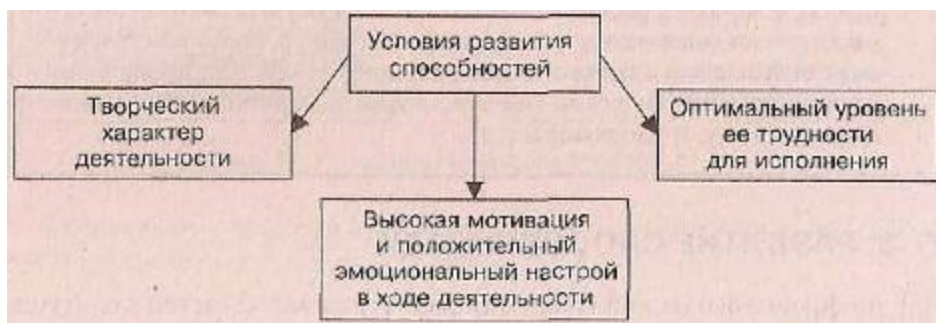 Условия развития
способностей
Творческий
характер
деятельности
Оптимальный уровень
ее трудности
для исполнения
Высокая мотивация
и положительный
эмоциональный настрой
в ходе деятельности